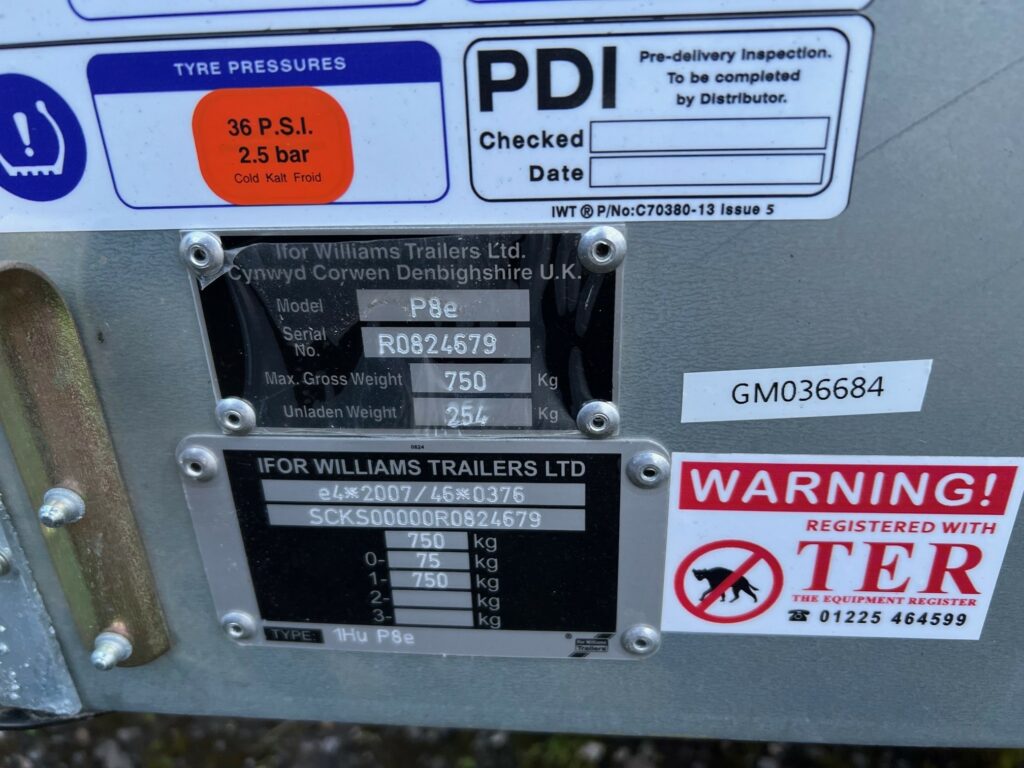 TYRE PRESSURES
36 P.S.I.
2.5 bar
Cold Kalt Froid
PDI
Pre-delivery Inspection.
To be completed
by Distributor.
Checked
Date
IWT ® P/No:C70380-13 Issue 5
Ifor Williams Trailers Ltd.
Cynwyd Corwen Denbighshire U.K.
Model P8e
Serial No. R0824679
Max. Gross Weight 750 Kg
Unladen Weight 254 Kg
GM036684
0824
IFOR WILLIAMS TRAILERS LTD
e4*2007/46*0376
SCKS00000R0824679
750 kg
0- 75 kg
1- 750 kg
2- kg
3- kg
TYPE: 1Hu P8e
® Ifor Williams
Trailers
WARNING!
REGISTERED WITH
TER
THE EQUIPMENT REGISTER
☎ 01225 464599